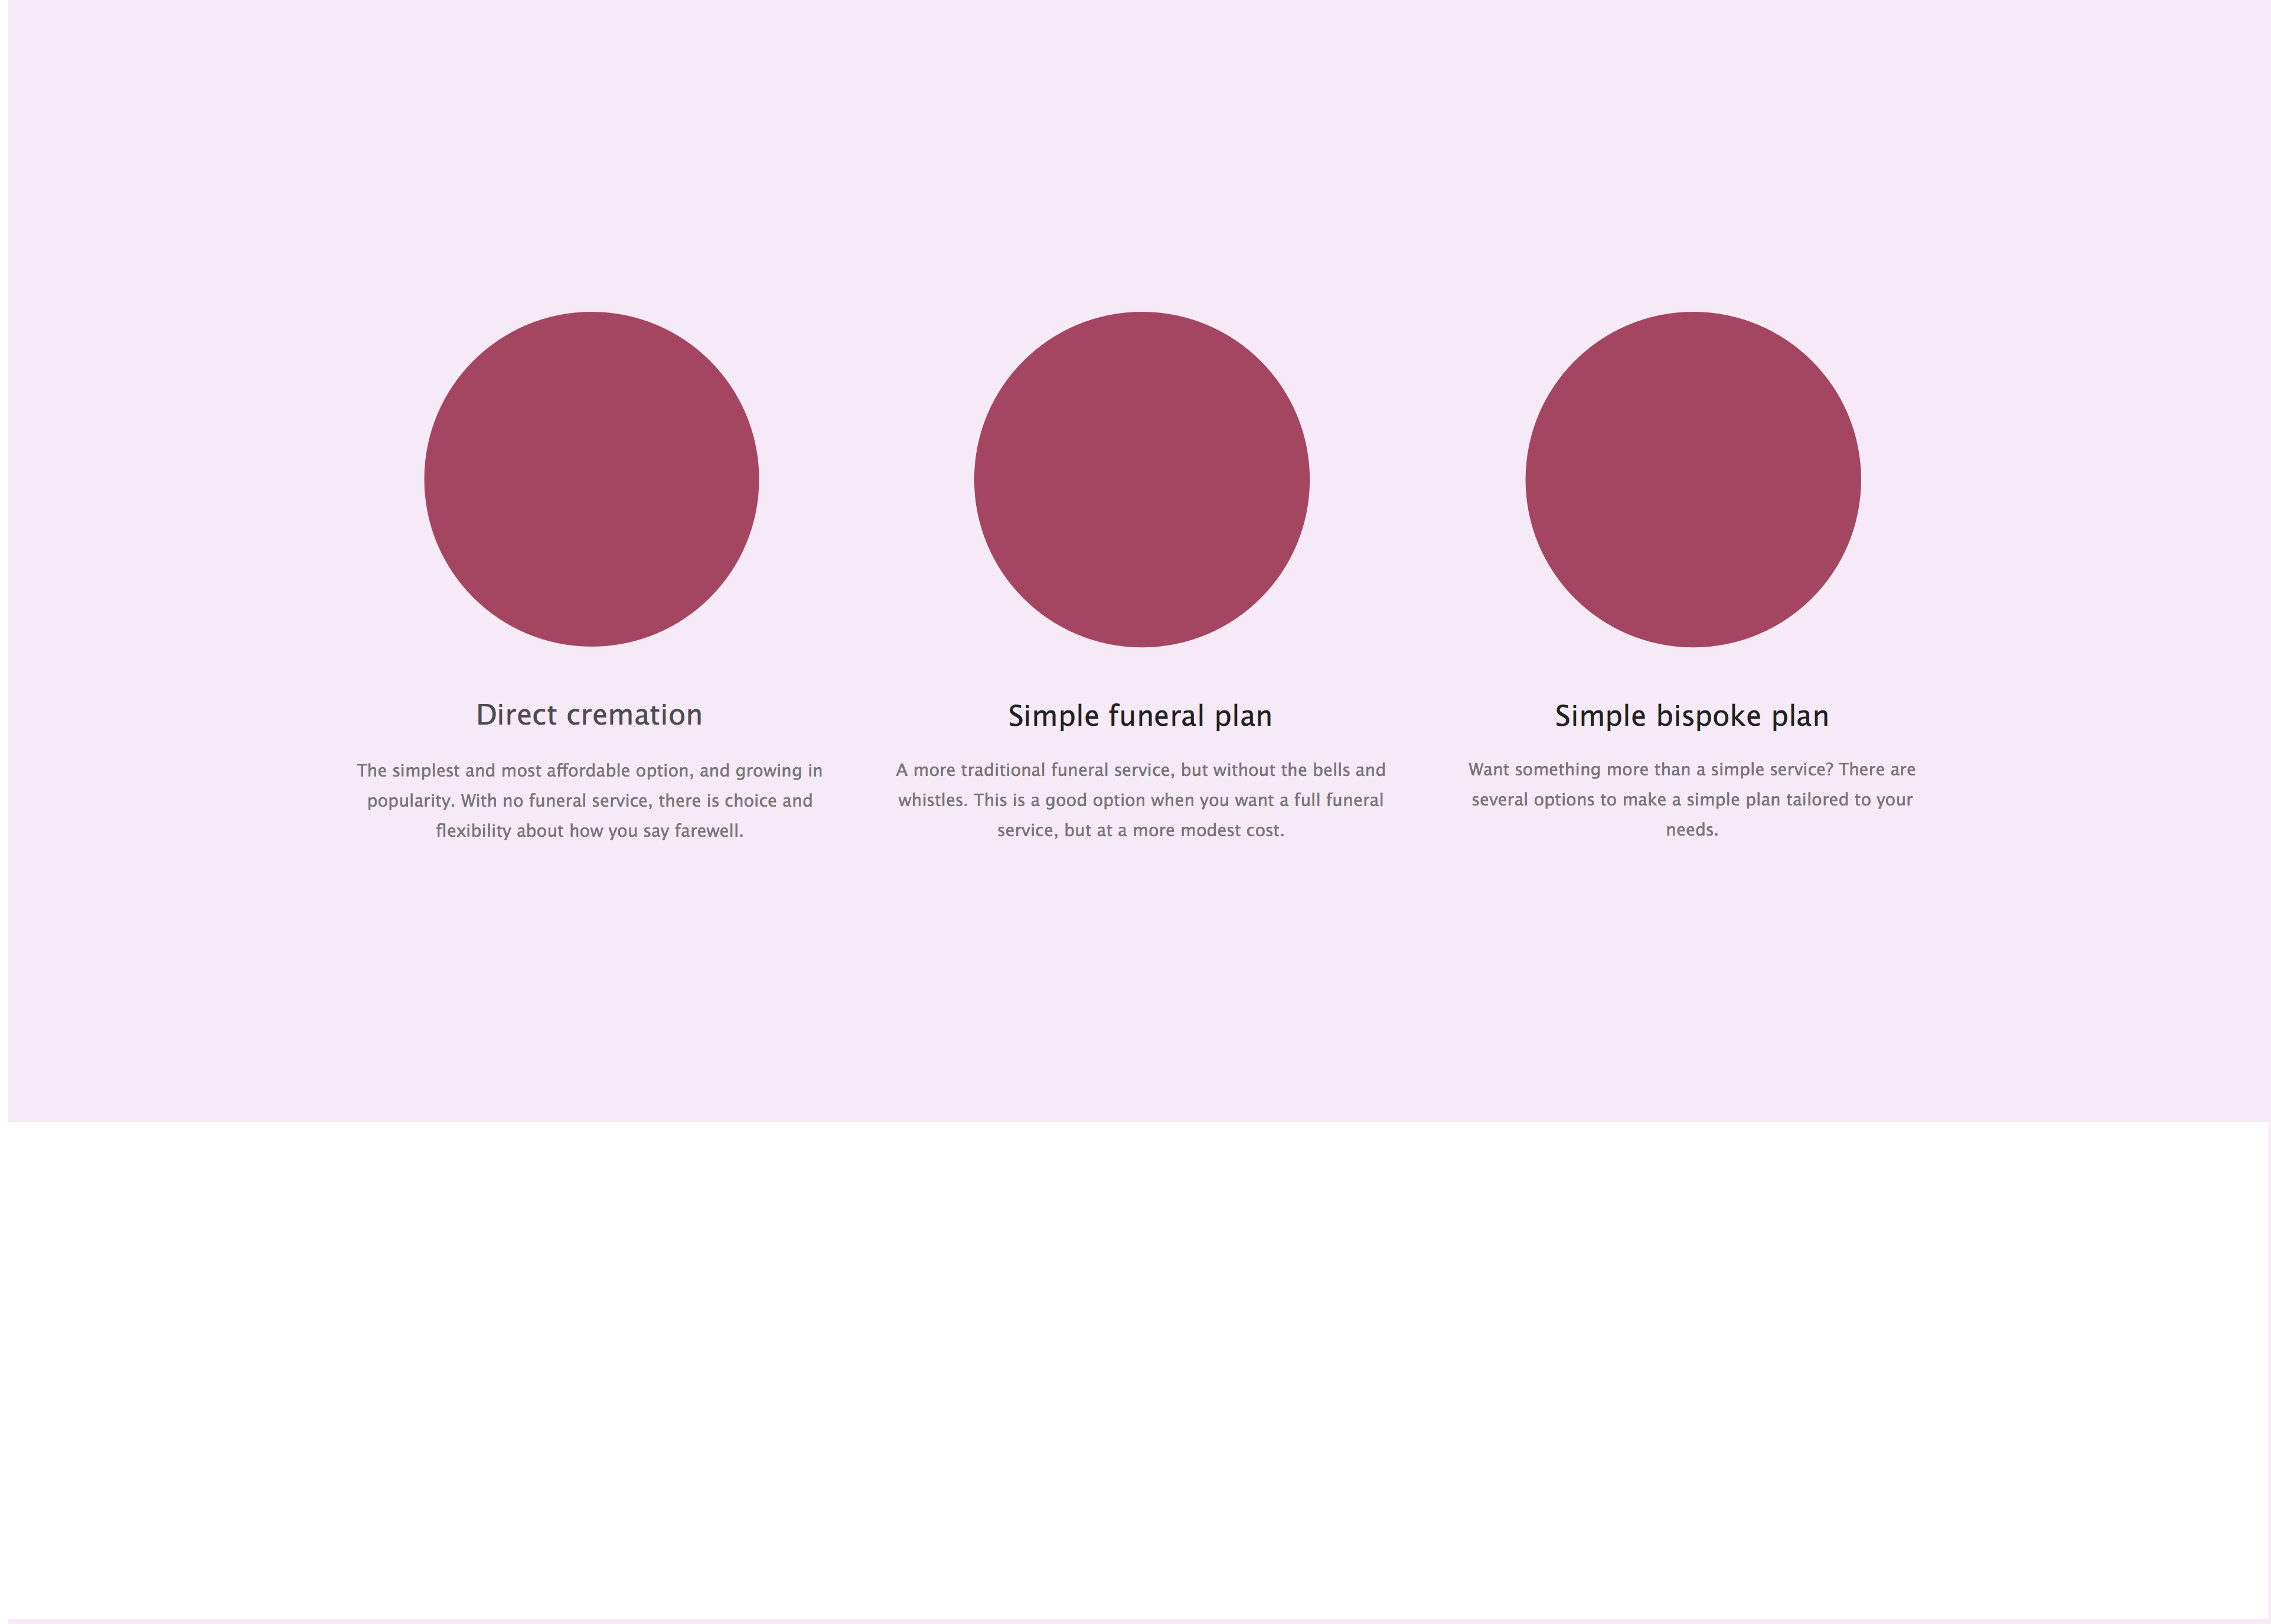 Direct cremation
The simplest and most affordable option, and growing in
popularity. With no funeral service, there is choice and
flexibility about how you say farewell.
Simple funeral plan
A more traditional funeral service, but without the bells and
whistles. This is a good option when you want a full funeral
service, but at a more modest cost.
Simple bispoke plan
Want something more than a simple service? There are
several options to make a simple plan tailored to your
needs.